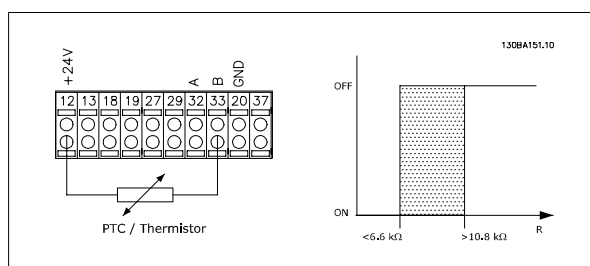 130BA151.10
+24V A B GND
12 13 18 19 27 29 32 33 20 37
PTC / Thermistor
OFF
ON
R
<6.6 kΩ >10.8 kΩ